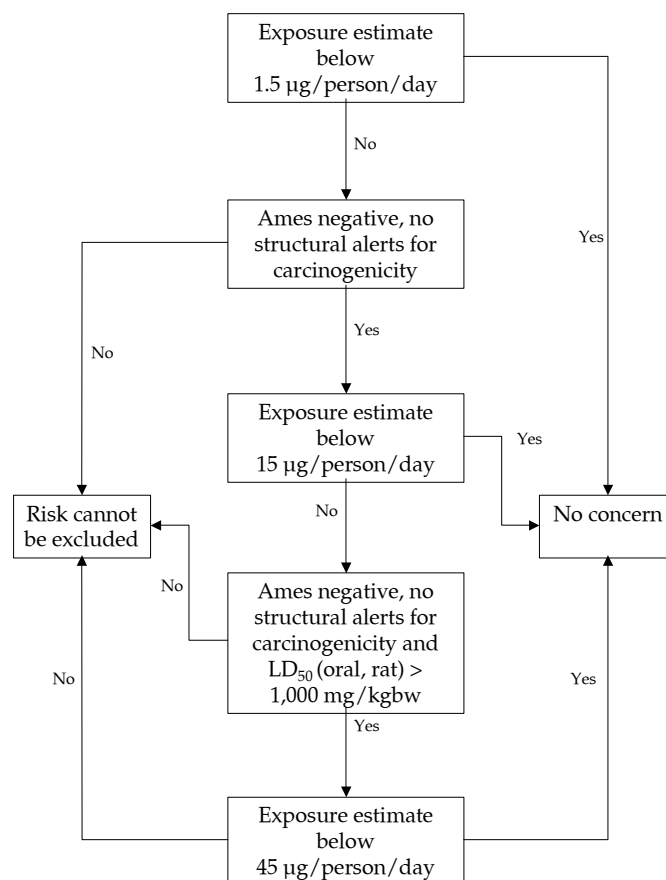 Exposure estimate
below
1.5 µg/person/day
No
Yes
Ames negative, no
structural alerts for
carcinogenicity
No
Yes
Exposure estimate
below
15 µg/person/day
Yes
No
Risk cannot
be excluded
No concern
No
Ames negative, no
structural alerts for
carcinogenicity and
LD₅₀ (oral, rat) >
1,000 mg/kgbw
No
Yes
Yes
Exposure estimate
below
45 µg/person/day